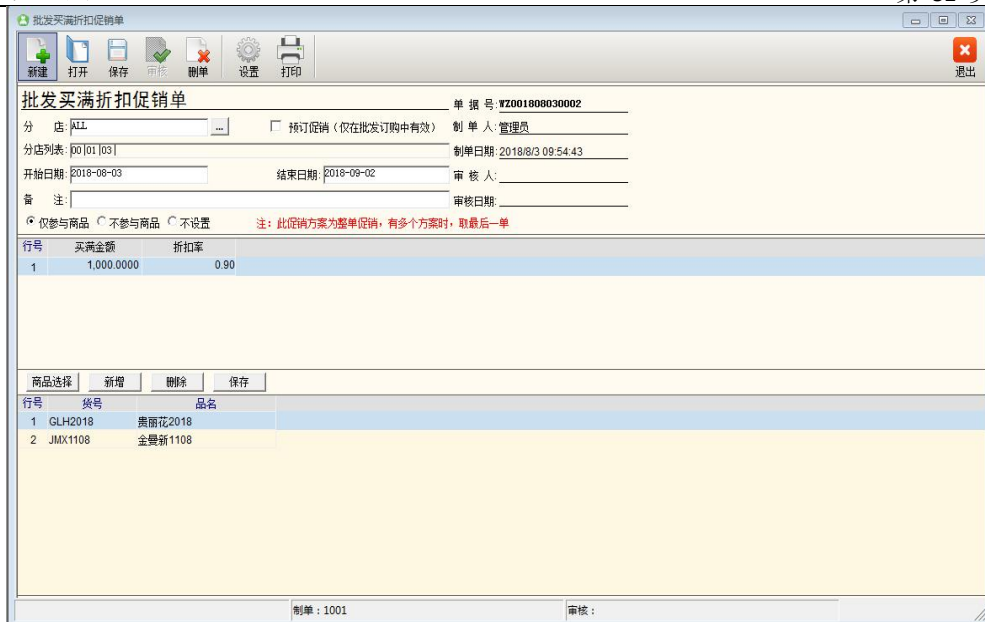 批发买满折扣促销单
新建 打开 保存 审核 删单 设置 打印 退出
批发买满折扣促销单 单 据 号:WZ001808030002
分 店:ALL ... 预订促销（仅在批发订购中有效） 制 单 人:管理员
分店列表:00|01|03| 制单日期:2018/8/3 09:54:43
开始日期:2018-08-03 结束日期:2018-09-02 审 核 人:
备 注: 审核日期:
仅参与商品 不参与商品 不设置 注：此促销方案为整单促销，有多个方案时，取最后一单
行号 买满金额 折扣率
1 1,000.0000 0.90
商品选择 新增 删除 保存
行号 货号 品名
1 GLH2018 贵丽花2018
2 JMX1108 金曼新1108
制单：1001 审核：